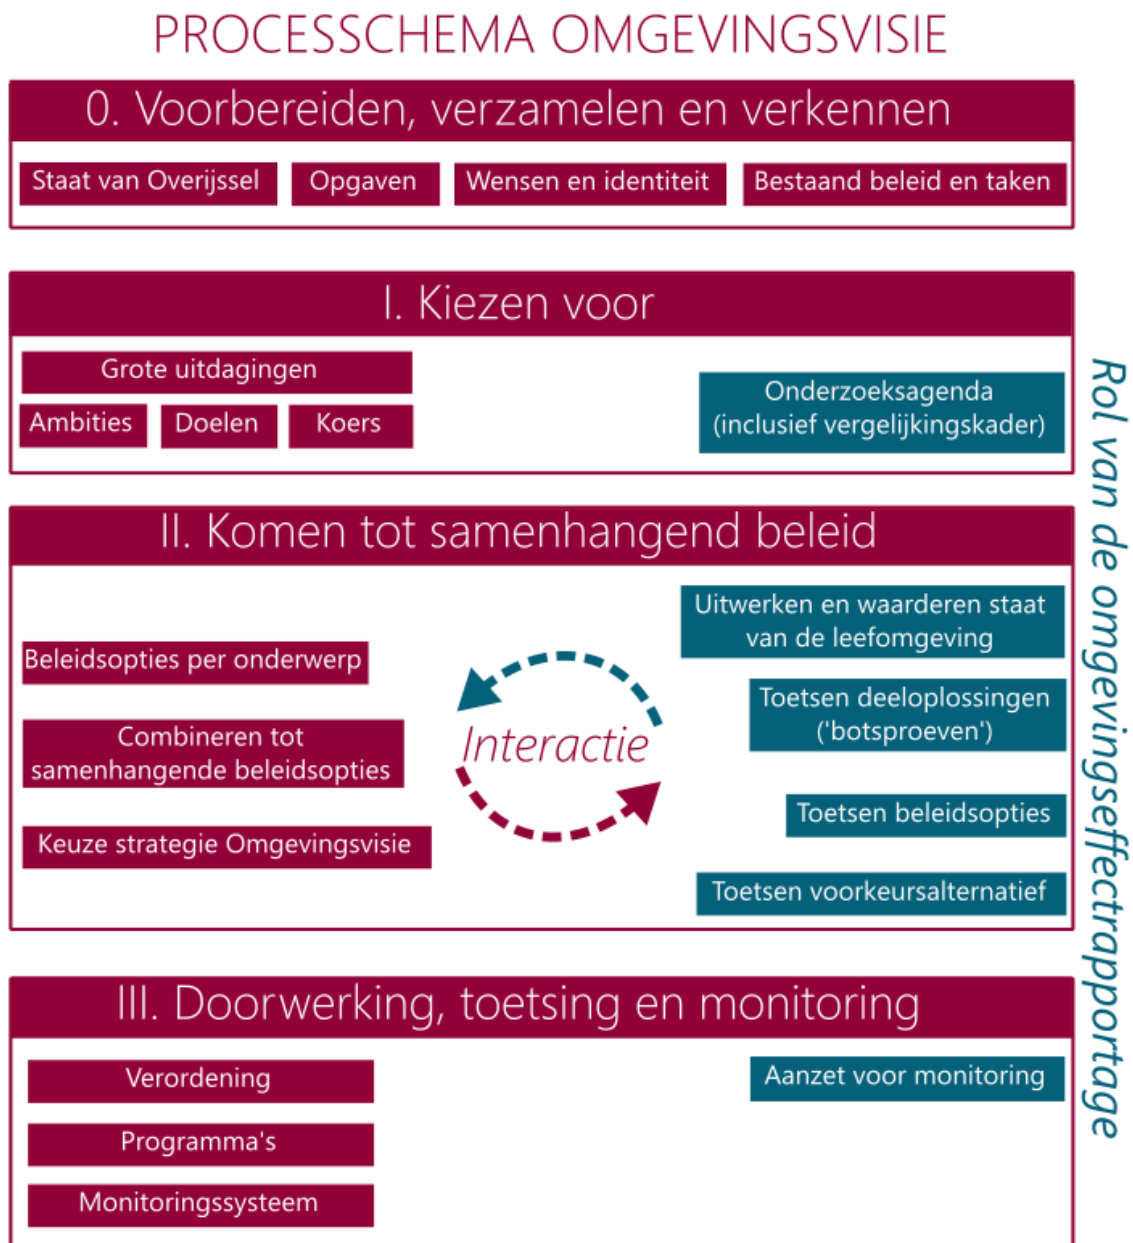 PROCESSCHEMA OMGEVINGSVISIE
0. Voorbereiden, verzamelen en verkennen
Staat van Overijssel
Opgaven
Wensen en identiteit
Bestaand beleid en taken
I. Kiezen voor
Grote uitdagingen
Ambities
Doelen
Koers
Onderzoeksagenda
(inclusief vergelijkingskader)
II. Komen tot samenhangend beleid
Beleidsopties per onderwerp
Combineren tot
samenhangende beleidsopties
Keuze strategie Omgevingsvisie
Interactie
Uitwerken en waarderen staat
van de leefomgeving
Toetsen deeloplossingen
('botsproeven')
Toetsen beleidsopties
Toetsen voorkeursalternatief
III. Doorwerking, toetsing en monitoring
Verordening
Programma's
Monitoringssysteem
Aanzet voor monitoring
Rol van de omgevingseffectrapportage